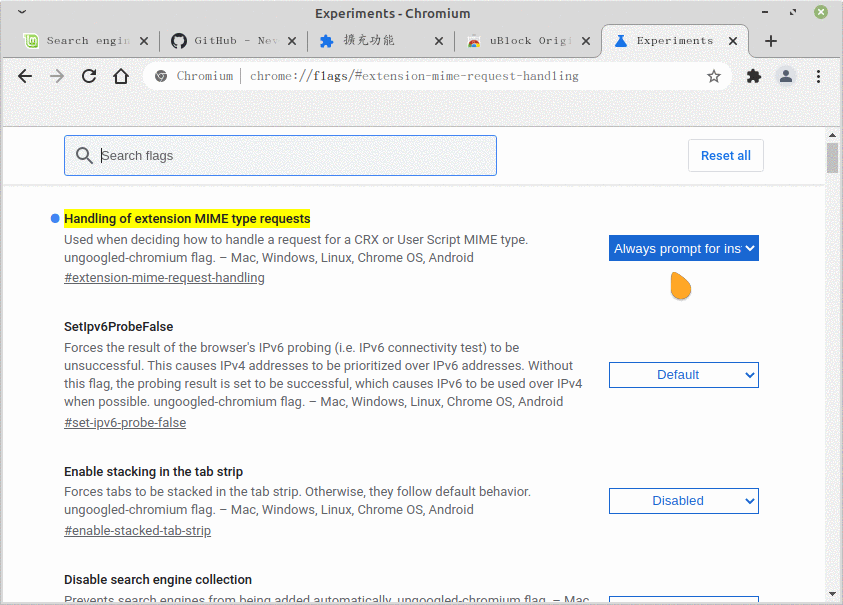 Experiments - Chromium
Search engin
GitHub - Nev
擴充功能
uBlock Orig
Experiments
Chromium | chrome://flags/#extension-mime-request-handling
Search flags
Reset all
Handling of extension MIME type requests
Used when deciding how to handle a request for a CRX or User Script MIME type.
ungoogled-chromium flag. – Mac, Windows, Linux, Chrome OS, Android
#extension-mime-request-handling
Always prompt for ins
SetIpv6ProbeFalse
Forces the result of the browser's IPv6 probing (i.e. IPv6 connectivity test) to be
unsuccessful. This causes IPv4 addresses to be prioritized over IPv6 addresses. Without
this flag, the probing result is set to be successful, which causes IPv6 to be used over IPv4
when possible. ungoogled-chromium flag. – Mac, Windows, Linux, Chrome OS, Android
#set-ipv6-probe-false
Default
Enable stacking in the tab strip
Forces tabs to be stacked in the tab strip. Otherwise, they follow default behavior.
ungoogled-chromium flag. – Mac, Windows, Linux, Chrome OS, Android
#enable-stacked-tab-strip
Disabled
Disable search engine collection
Prevents search engines from being added automatically. ungoogled-chromium flag. – Mac